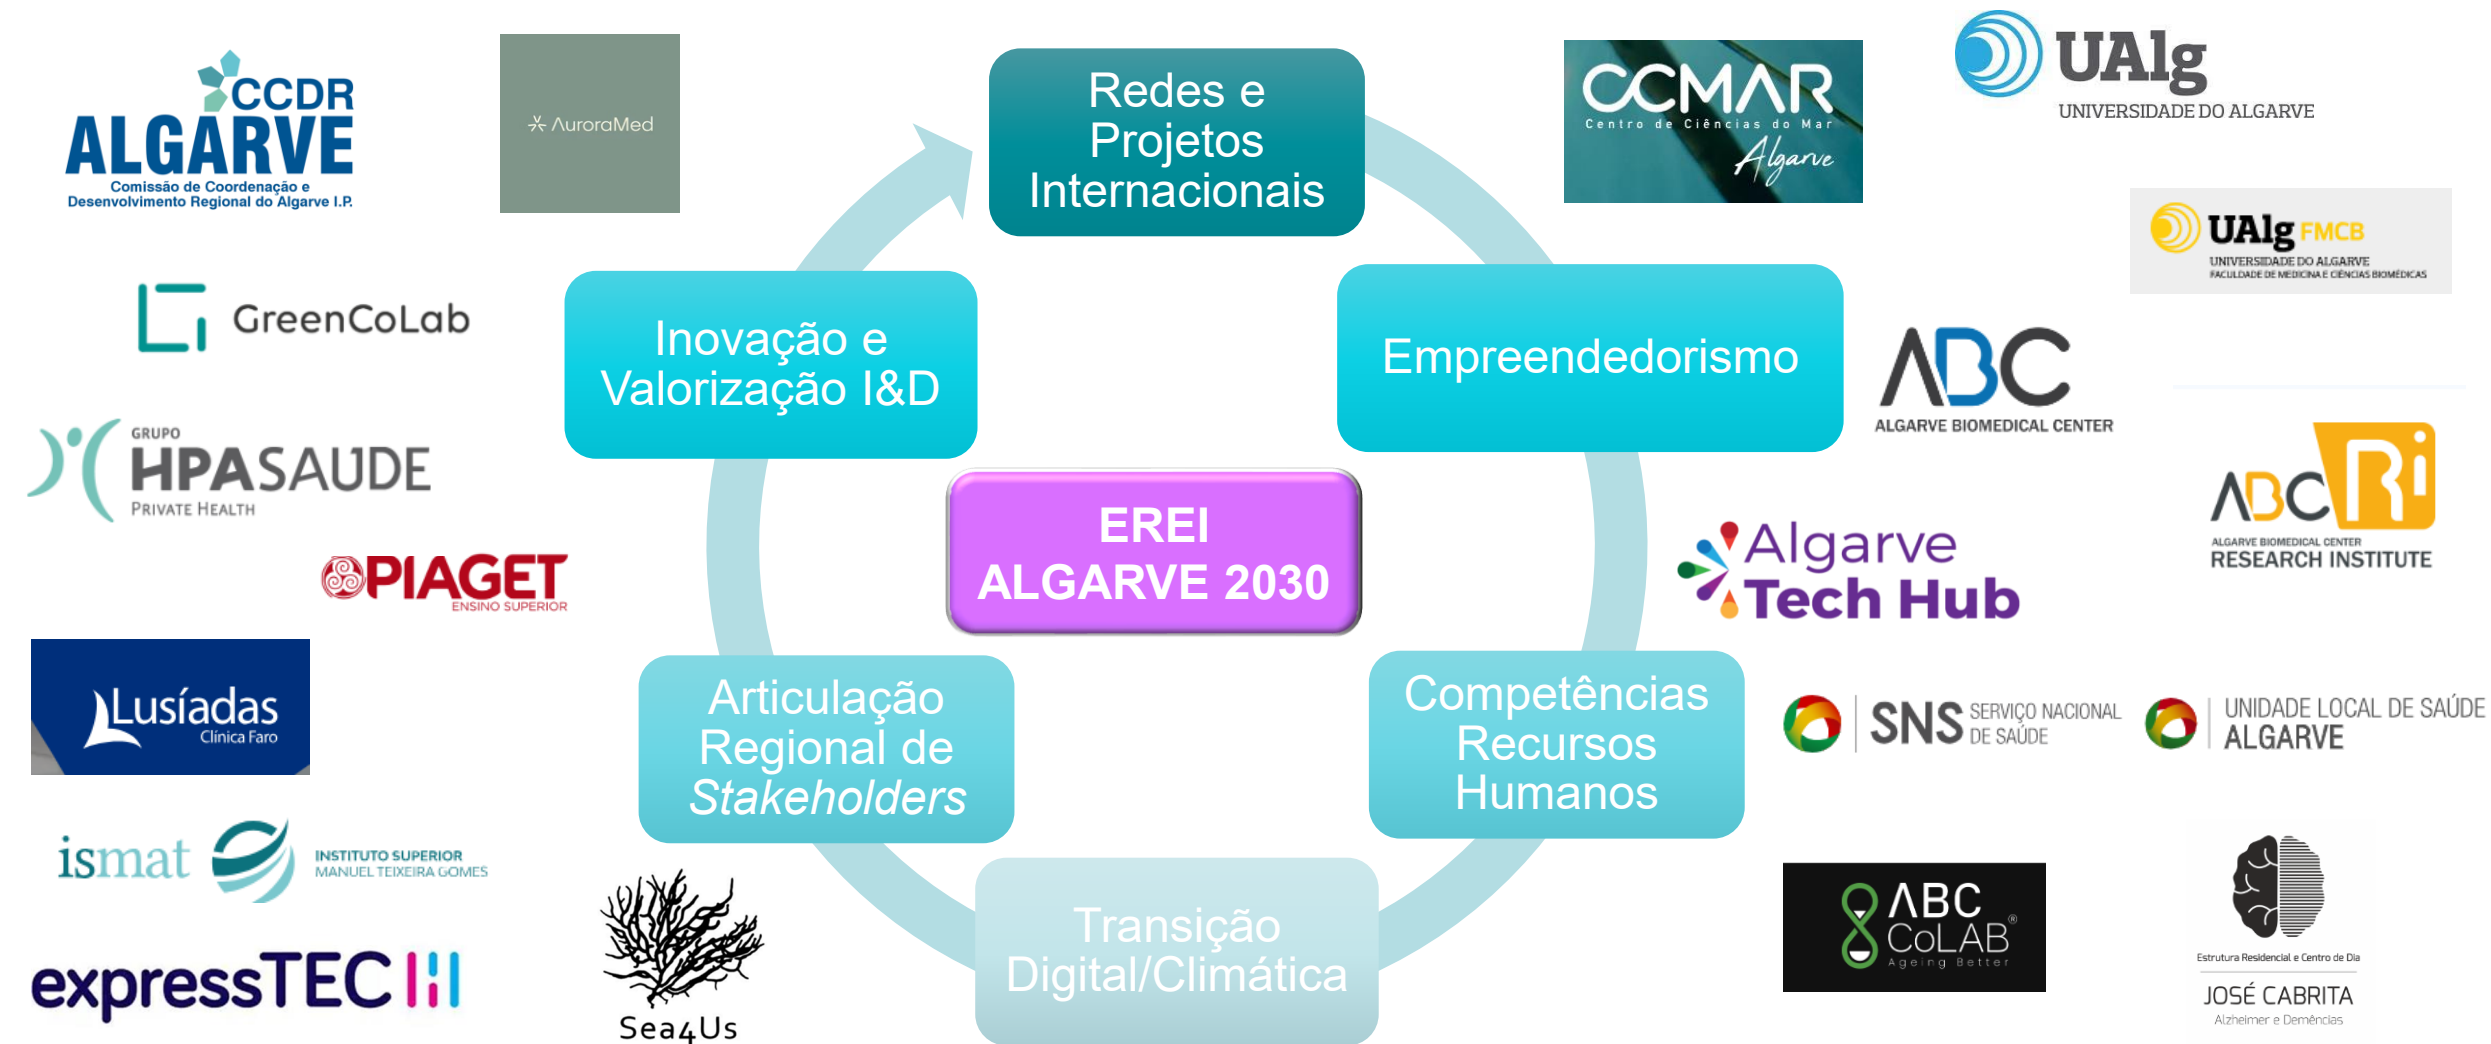 CCDR
ALGARVE
Comissão de Coordenação e
Desenvolvimento Regional do Algarve I.P.
AuroraMed
Redes e
Projetos
Internacionais
CCMAR
Centro de Ciências do Mar
Algarve
UAlg
UNIVERSIDADE DO ALGARVE
UAlg FMCB
UNIVERSIDADE DO ALGARVE
FACULDADE DE MEDICINA E CIÊNCIAS BIOMÉDICAS
GreenCoLab
Inovação e
Valorização I&D
Empreendedorismo
ABC
ALGARVE BIOMEDICAL CENTER
GRUPO
HPASAÚDE
PRIVATE HEALTH
ABC Ri
ALGARVE BIOMEDICAL CENTER
RESEARCH INSTITUTE
EREI
ALGARVE 2030
Algarve
Tech Hub
PIAGET
ENSINO SUPERIOR
Lusíadas
Clínica Faro
Articulação
Regional de
Stakeholders
Competências
Recursos
Humanos
SNS SERVIÇO NACIONAL
DE SAÚDE
UNIDADE LOCAL DE SAÚDE
ALGARVE
ismat
INSTITUTO SUPERIOR
MANUEL TEIXEIRA GOMES
expressTEC
Sea4Us
Transição
Digital/Climática
ABC
CoLAB®
Ageing Better
Estrutura Residencial e Centro de Dia
JOSÉ CABRITA
Alzheimer e Demências